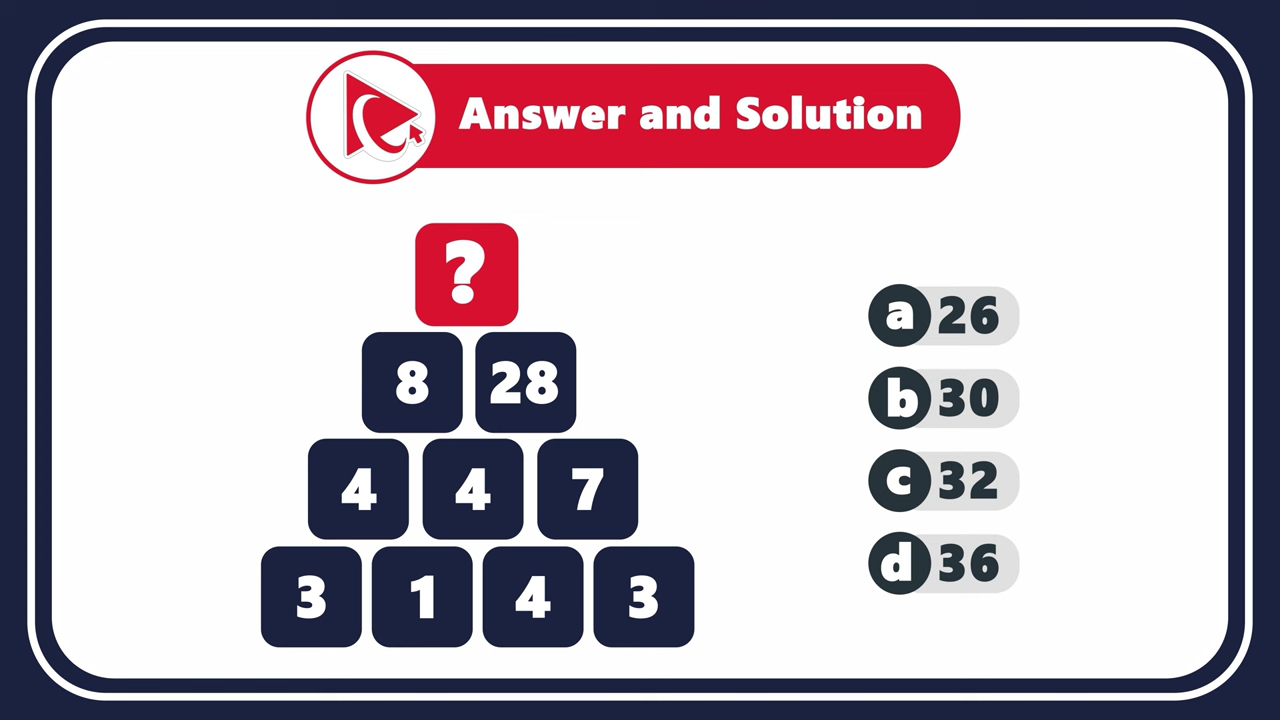 Answer and Solution
?
8 28
4 4 7
3 1 4 3
a 26
b 30
c 32
d 36